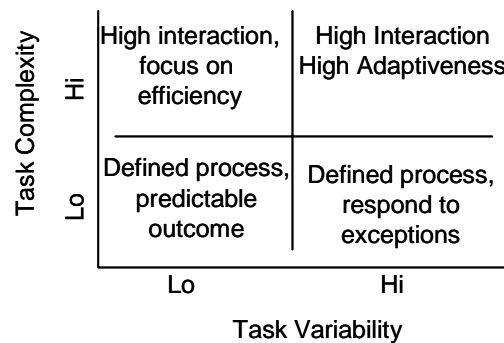 High interaction,
focus on
efficiency
High Interaction
High Adaptiveness
Task Complexity
Hi
Lo
Defined process,
predictable
outcome
Defined process,
respond to
exceptions
Lo
Hi
Task Variability